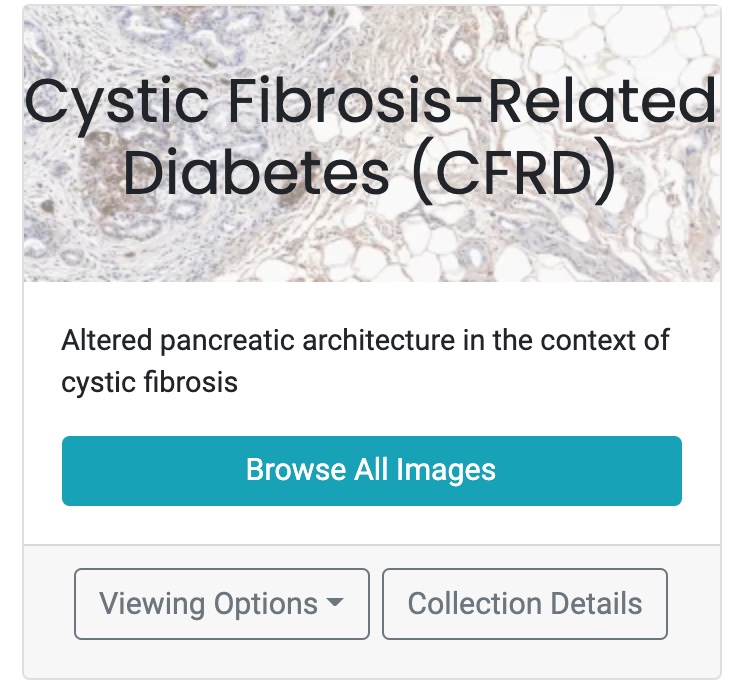 Cystic Fibrosis-Related
Diabetes (CFRD)
Altered pancreatic architecture in the context of
cystic fibrosis
Browse All Images
Viewing Options
Collection Details